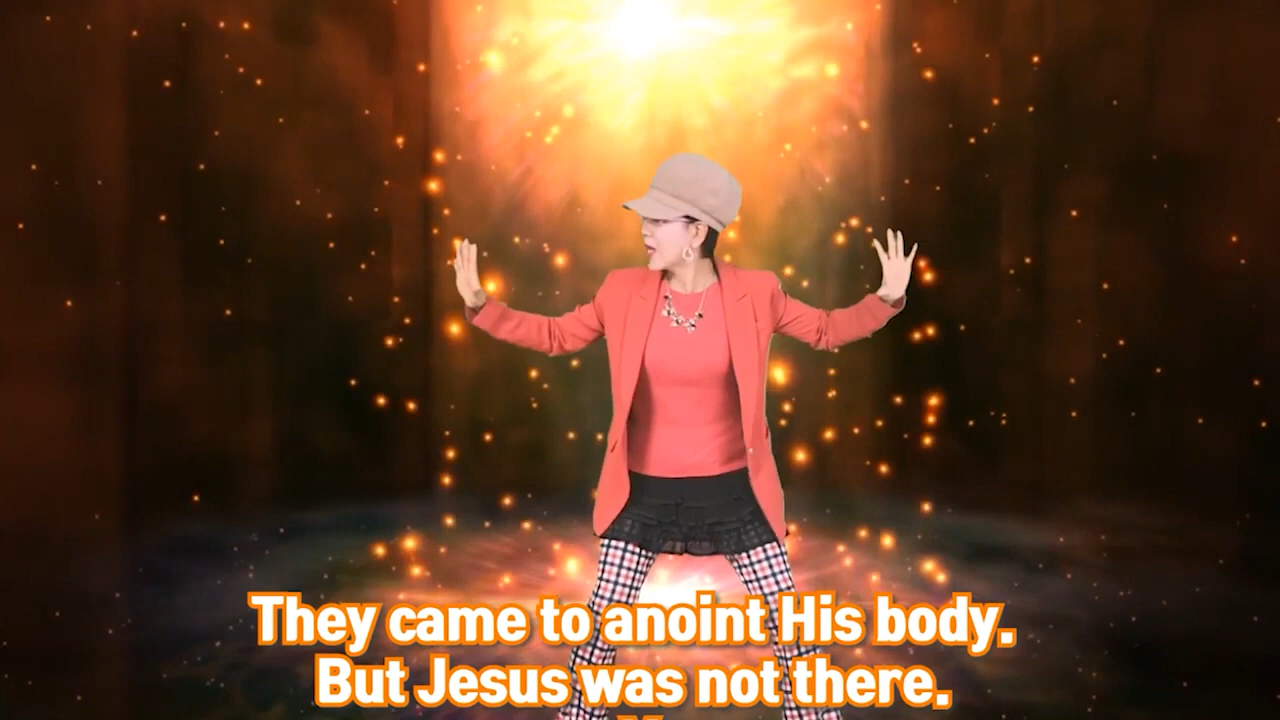 They came to anoint His body.
But Jesus was not there.